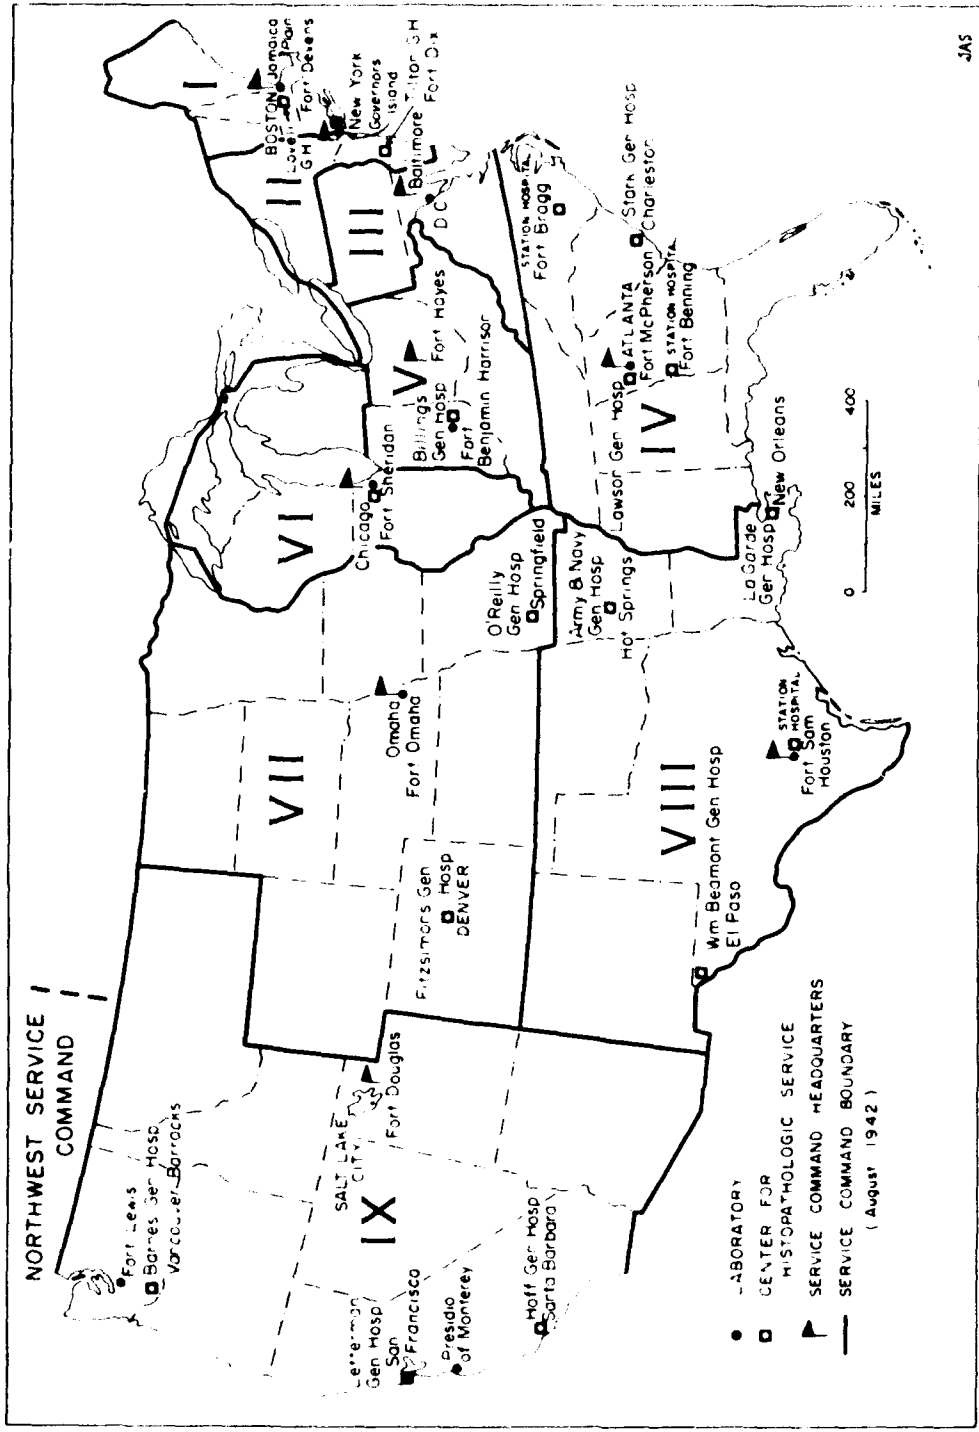 NORTHWEST SERVICE
COMMAND
Fort Lewis
Barnes Gen Hosp
Vancouver Barracks
SALT LAKE
CITY
Fort Douglas
IX
Letterman
Gen Hosp
San
Francisco
Presidio
of Monterey
Hoff Gen Hosp
Santa Barbara
VII
Omaha
Fort Omaha
Fitzsimons Gen
Hosp
DENVER
VIII
Wm Beamont Gen Hosp
El Paso
STATION
HOSPITAL
Fort Sam
Houston
O'Reilly
Gen Hosp
Springfield
Army & Navy
Gen Hosp
Hot Springs
LaGarde
Gen Hosp
New Orleans
VI
Chicago
Fort Sheridan
V
Fort Hayes
Billings
Gen Hosp
Fort
Benjamin Harrison
I
BOSTON
Jamaica
Plain
Lovell
G H
Fort Devens
II
New York
Governors
Island
Tilton GH
Fort Dix
III
Baltimore
D C
IV
STATION HOSPITAL
Fort Bragg
Stark Gen Hosp
Charleston
Lawson Gen Hosp
ATLANTA
Fort McPherson
STATION HOSPITAL
Fort Benning
0 200 400
MILES
LABORATORY
CENTER FOR
HISTOPATHOLOGIC SERVICE
SERVICE COMMAND HEADQUARTERS
SERVICE COMMAND BOUNDARY
( August 1942 )
JAS